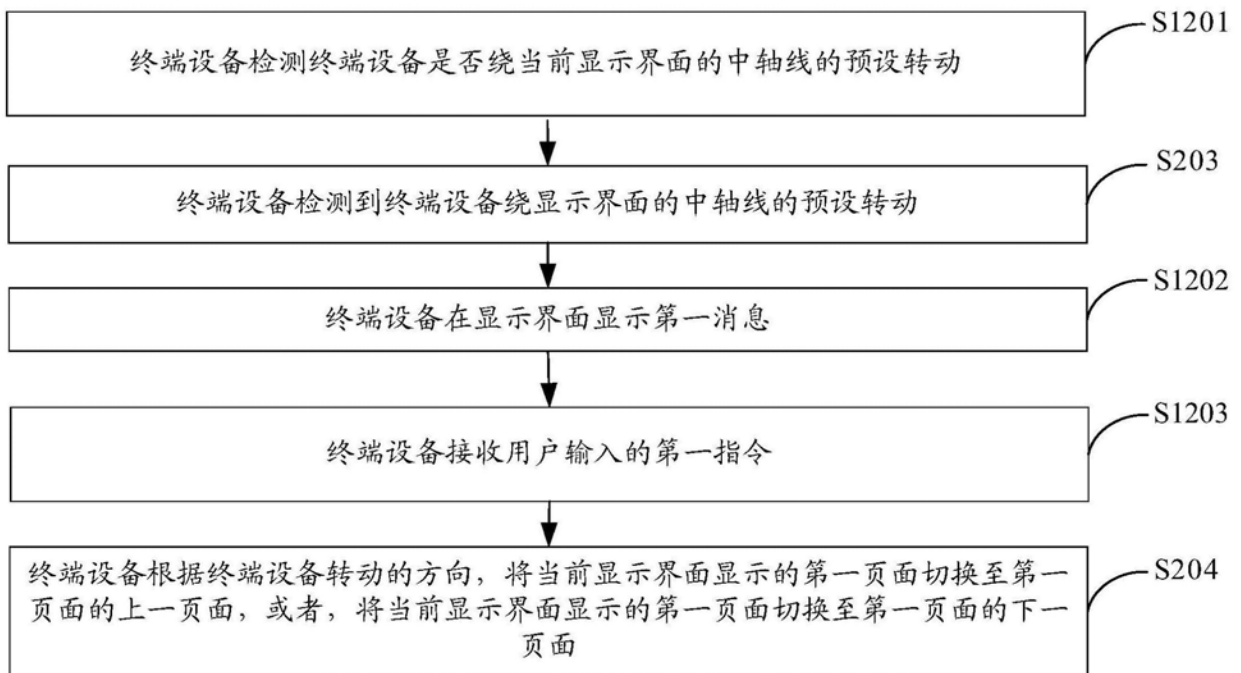 S1201
终端设备检测终端设备是否绕当前显示界面的中轴线的预设转动
S203
终端设备检测到终端设备绕显示界面的中轴线的预设转动
S1202
终端设备在显示界面显示第一消息
S1203
终端设备接收用户输入的第一指令
S204
终端设备根据终端设备转动的方向，将当前显示界面显示的第一页面切换至第一
页面的上一页面，或者，将当前显示界面显示的第一页面切换至第一页面的下一
页面